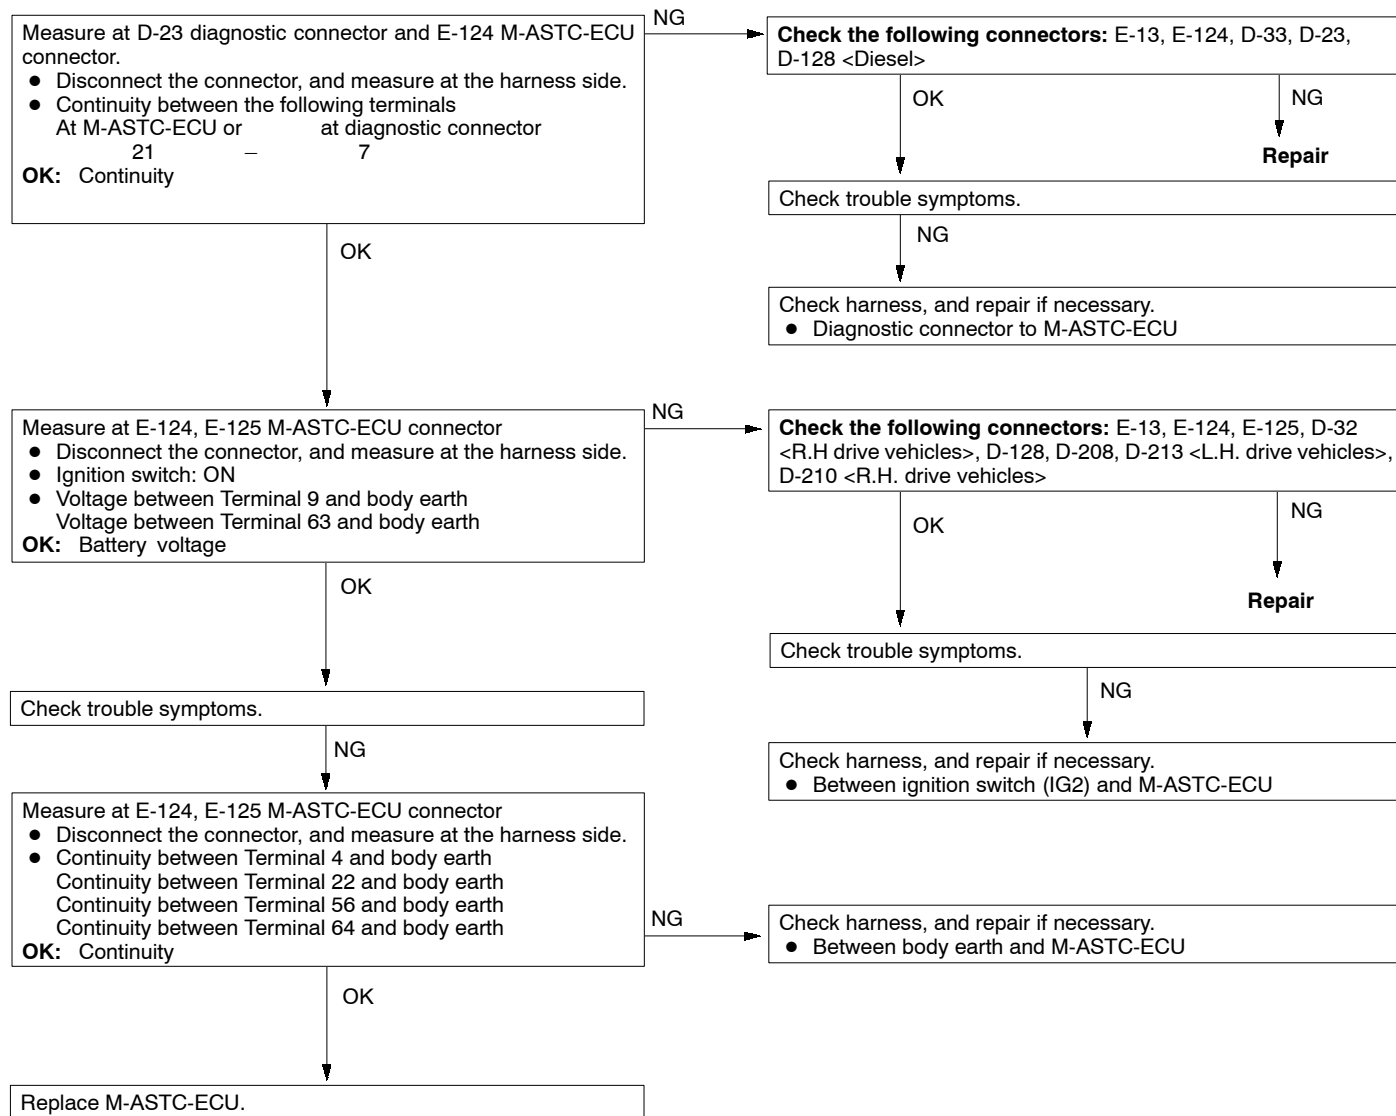 Measure at D-23 diagnostic connector and E-124 M-ASTC-ECU
connector.
● Disconnect the connector, and measure at the harness side.
● Continuity between the following terminals
At M-ASTC-ECU or at diagnostic connector
21 – 7
OK: Continuity
NG
Check the following connectors: E-13, E-124, D-33, D-23,
D-128 <Diesel>
OK
NG
Repair
Check trouble symptoms.
NG
Check harness, and repair if necessary.
● Diagnostic connector to M-ASTC-ECU
OK
Measure at E-124, E-125 M-ASTC-ECU connector
● Disconnect the connector, and measure at the harness side.
● Ignition switch: ON
● Voltage between Terminal 9 and body earth
Voltage between Terminal 63 and body earth
OK: Battery voltage
NG
Check the following connectors: E-13, E-124, E-125, D-32
<R.H drive vehicles>, D-128, D-208, D-213 <L.H. drive vehicles>,
D-210 <R.H. drive vehicles>
OK
NG
Repair
Check trouble symptoms.
NG
Check harness, and repair if necessary.
● Between ignition switch (IG2) and M-ASTC-ECU
OK
Check trouble symptoms.
NG
Measure at E-124, E-125 M-ASTC-ECU connector
● Disconnect the connector, and measure at the harness side.
● Continuity between Terminal 4 and body earth
Continuity between Terminal 22 and body earth
Continuity between Terminal 56 and body earth
Continuity between Terminal 64 and body earth
OK: Continuity
NG
Check harness, and repair if necessary.
● Between body earth and M-ASTC-ECU
OK
Replace M-ASTC-ECU.